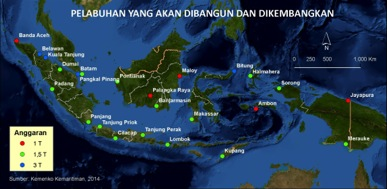 PELABUHAN YANG AKAN DIBANGUN DAN DIKEMBANGKAN
N
0 250 500 1.000 Km
Banda Aceh
Belawan
Kuala Tanjung
Dumai
Batam
Padang
Pangkal Pinang
Pontianak
Maloy
Bitung
Halmahera
Sorong
Jayapura
Palangka Raya
Banjarmasin
Ambon
Makassar
Merauke
Panjang
Tanjung Priok
Cilacap
Tanjung Perak
Lombok
Kupang
Anggaran
1 T
1,5 T
3 T
Sumber: Kemenko Kemaritiman, 2014